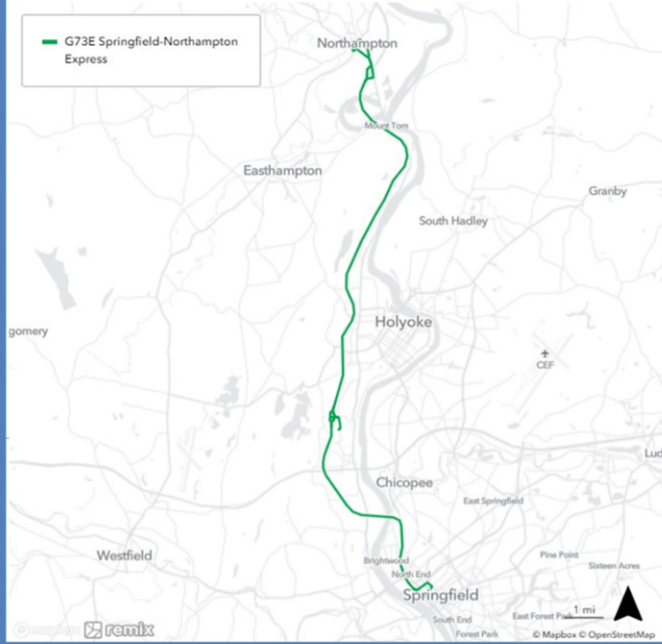 G73E Springfield-Northampton
Express
Northampton
Mount Tom
Easthampton
Granby
South Hadley
gomery
Holyoke
CEF
Lud
Chicopee
East Springfield
Westfield
Brightwood
Pine Point
North End
Sixteen Acres
Springfield
1 mi
South End
East Forest Park
Forest Park
mapbox
remix
© Mapbox © OpenStreetMap